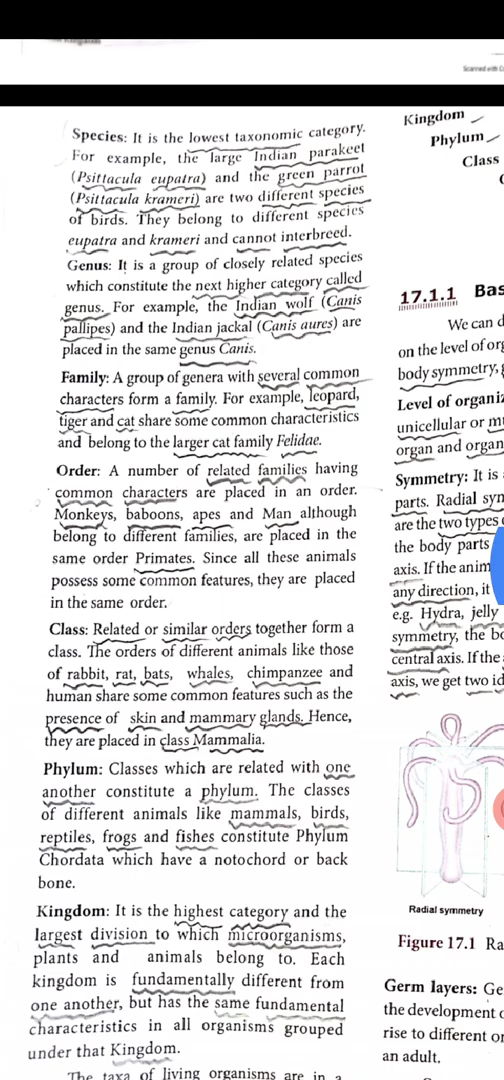 Scanned with C
Species: It is the lowest taxonomic category.
For example, the large Indian parakeet
(Psittacula eupatra) and the green parrot
(Psittacula krameri) are two different species
of birds. They belong to different species
eupatra and krameri and cannot interbreed.
Genus: It is a group of closely related species
which constitute the next higher category called
genus. For example, the Indian wolf (Canis
pallipes) and the Indian jackal (Canis aures) are
placed in the same genus Canis.
Family: A group of genera with several common
characters form a family. For example, leopard,
tiger and cat share some common characteristics
and belong to the larger cat family Felidae.
Order: A number of related families having
common characters are placed in an order.
Monkeys, baboons, apes and Man although
belong to different families, are placed in the
same order Primates. Since all these animals
possess some common features, they are placed
in the same order.
Class: Related or similar orders together form a
class. The orders of different animals like those
of rabbit, rat, bats, whales, chimpanzee and
human share some common features such as the
presence of skin and mammary glands. Hence,
they are placed in class Mammalia.
Phylum: Classes which are related with one
another constitute a phylum. The classes
of different animals like mammals, birds,
reptiles, frogs and fishes constitute Phylum
Chordata which have a notochord or back
bone.
Kingdom: It is the highest category and the
largest division to which microorganisms,
plants and animals belong to. Each
kingdom is fundamentally different from
one another, but has the same fundamental
characteristics in all organisms grouped
under that Kingdom.
The taxa of living organisms are in a
Kingdom
Phylum
Class
17.1.1 Bas
We can d
on the level of org
body symmetry, g
Level of organiz
unicellular or mu
organ and organ
Symmetry: It is
parts. Radial syn
are the two types
the body parts
axis. If the anim
any direction, it
e.g. Hydra, jelly
symmetry, the bo
central axis. If the
axis, we get two id
Radial symmetry
Figure 17.1 Ra
Germ layers: Ge
the development o
rise to different or
an adult.